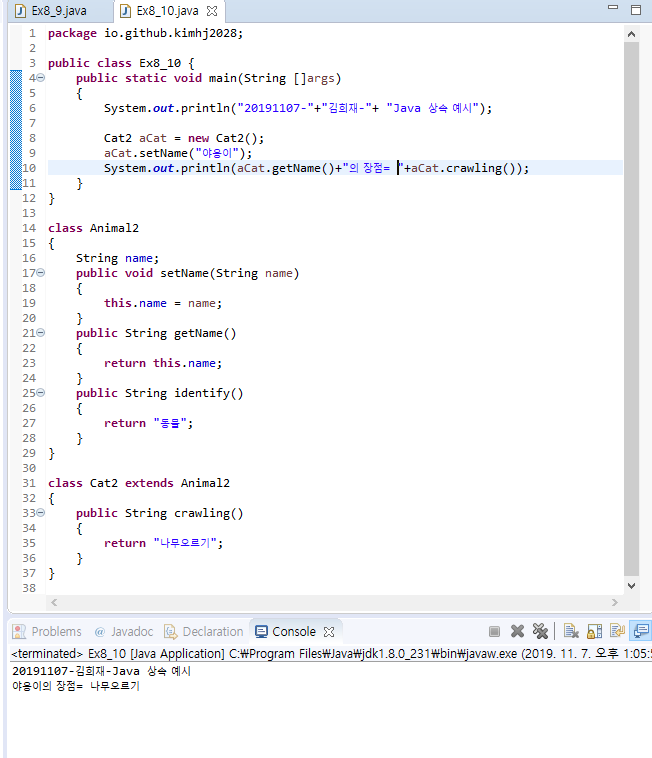 Ex8_9.java Ex8_10.java
1 package io.github.kimhj2028;
2
3 public class Ex8_10 {
4 public static void main(String []args)
5 {
6 System.out.println("20191107-"+"김희재-"+ "Java 상속 예시");
7
8 Cat2 aCat = new Cat2();
9 aCat.setName("야옹이");
10 System.out.println(aCat.getName()+"의 장점= "+aCat.crawling());
11 }
12 }
13
14 class Animal2
15 {
16 String name;
17 public void setName(String name)
18 {
19 this.name = name;
20 }
21 public String getName()
22 {
23 return this.name;
24 }
25 public String identify()
26 {
27 return "동물";
28 }
29 }
30
31 class Cat2 extends Animal2
32 {
33 public String crawling()
34 {
35 return "나무오르기";
36 }
37 }
38
Problems @ Javadoc Declaration Console
<terminated> Ex8_10 [Java Application] C:₩Program Files₩Java₩jdk1.8.0_231₩bin₩javaw.exe (2019. 11. 7. 오후 1:05:5
20191107-김희재-Java 상속 예시
야옹이의 장점= 나무오르기